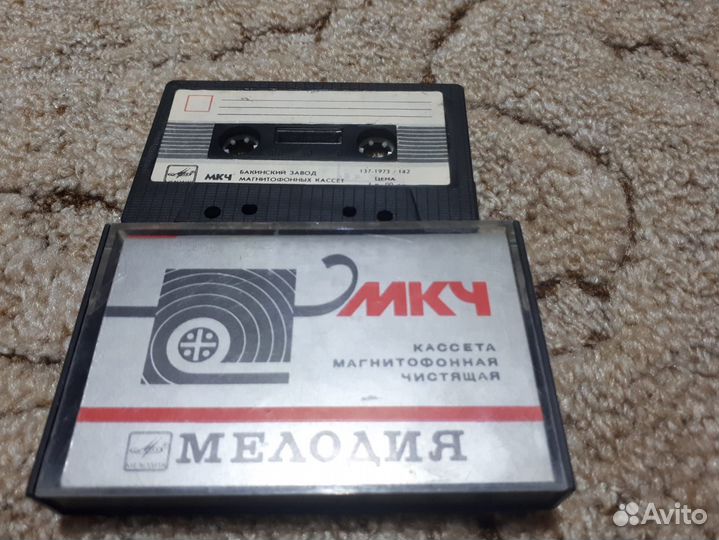 МКЧ БАКИНСКИЙ ЗАВОД
МАГНИТОФОННЫХ КАССЕТ
137-1973 / 142
ЦЕНА
МКЧ
КАССЕТА
МАГНИТОФОННАЯ
ЧИСТЯЩАЯ
МЕЛОДИЯ
МЕЛОДИЯ
Avito